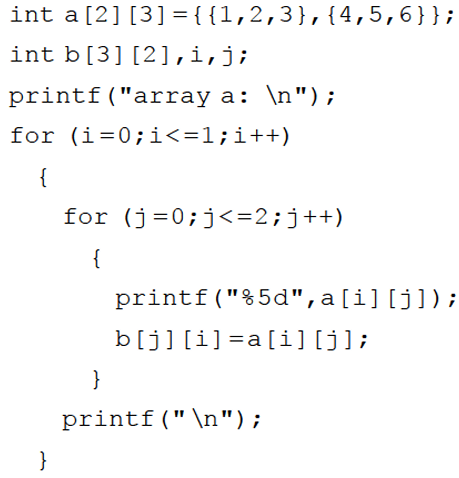 int a[2][3]={{1,2,3},{4,5,6}};
int b[3][2],i,j;
printf("array a: \n");
for (i=0;i<=1;i++)
{
for (j=0;j<=2;j++)
{
printf("%5d",a[i][j]);
b[j][i]=a[i][j];
}
printf("\n");
}